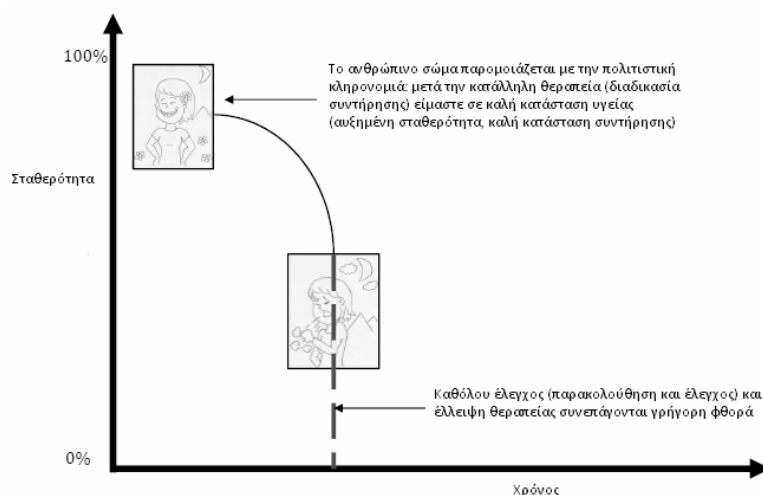 100%
Το ανθρώπινο σώμα παρομοιάζεται με την πολιτιστική
κληρονομιά: μετά την κατάλληλη θεραπεία (διαδικασία
συντήρησης) είμαστε σε καλή κατάσταση υγείας
(αυξημένη σταθερότητα, καλή κατάσταση συντήρησης)
Σταθερότητα
Καθόλου έλεγχος (παρακολούθηση και έλεγχος) και
έλλειψη θεραπείας συνεπάγονται γρήγορη φθορά
0%
Χρόνος